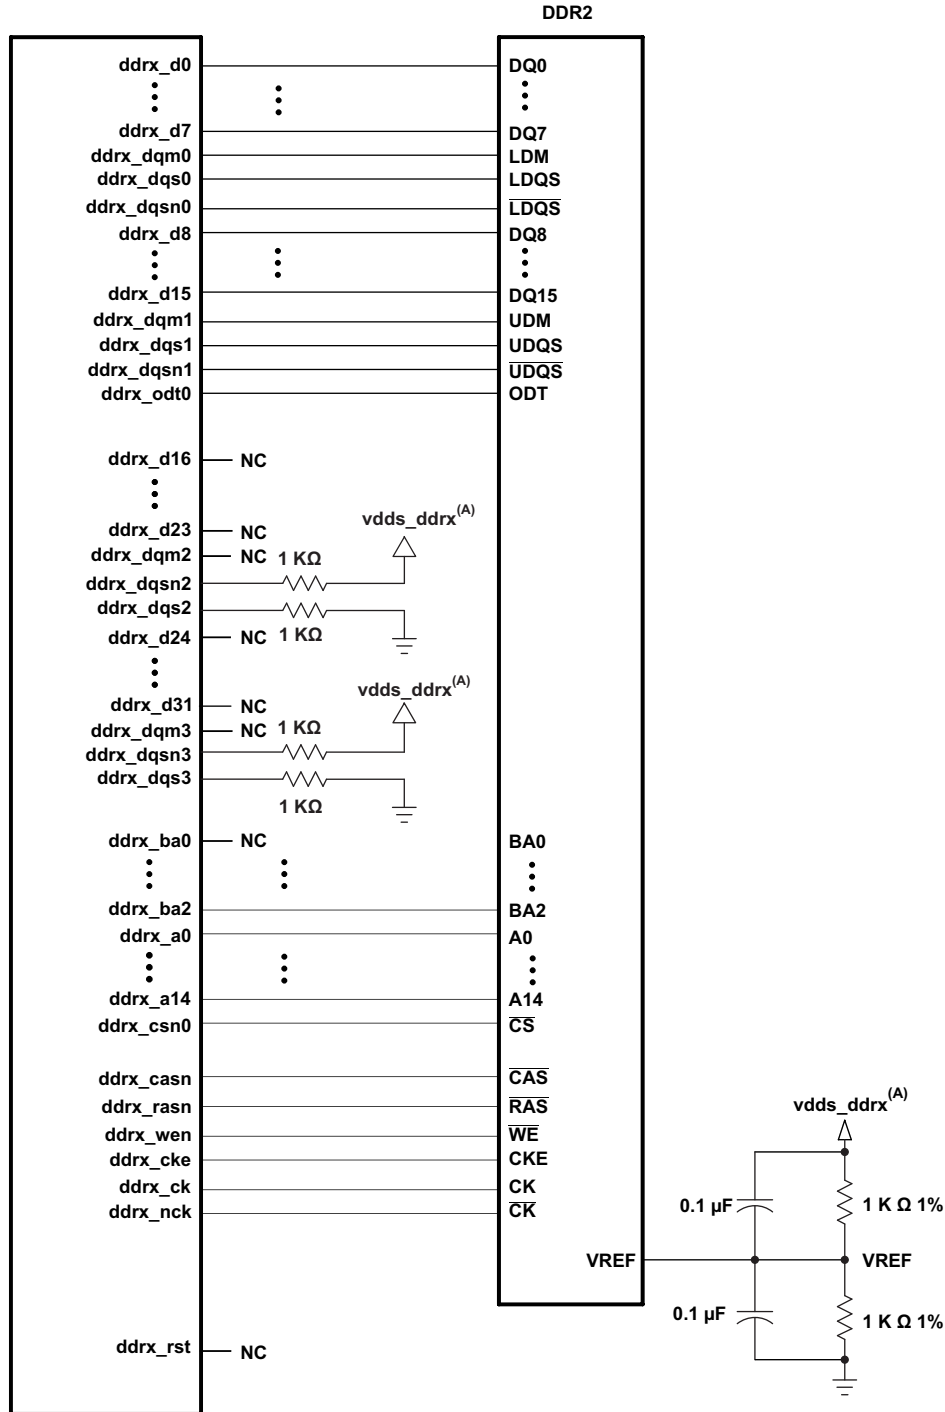 DDR2
ddrx_d0 DQ0
ddrx_d7 DQ7
ddrx_dqm0 LDM
ddrx_dqs0 LDQS
ddrx_dqsn0 LDQS
ddrx_d8 DQ8
ddrx_d15 DQ15
ddrx_dqm1 UDM
ddrx_dqs1 UDQS
ddrx_dqsn1 UDQS
ddrx_odt0 ODT
ddrx_d16 NC
vdds_ddrx(A)
ddrx_d23 NC
ddrx_dqm2 NC 1 KΩ
ddrx_dqsn2
ddrx_dqs2
ddrx_d24 NC 1 KΩ
vdds_ddrx(A)
ddrx_d31 NC
ddrx_dqm3 NC 1 KΩ
ddrx_dqsn3
ddrx_dqs3
1 KΩ
ddrx_ba0 NC BA0
ddrx_ba2 BA2
ddrx_a0 A0
ddrx_a14 A14
ddrx_csn0 CS
ddrx_casn CAS
ddrx_rasn RAS
vdds_ddrx(A)
ddrx_wen WE
ddrx_cke CKE
ddrx_ck CK
ddrx_nck CK
0.1 µF 1 K Ω 1%
VREF VREF
0.1 µF 1 K Ω 1%
ddrx_rst NC